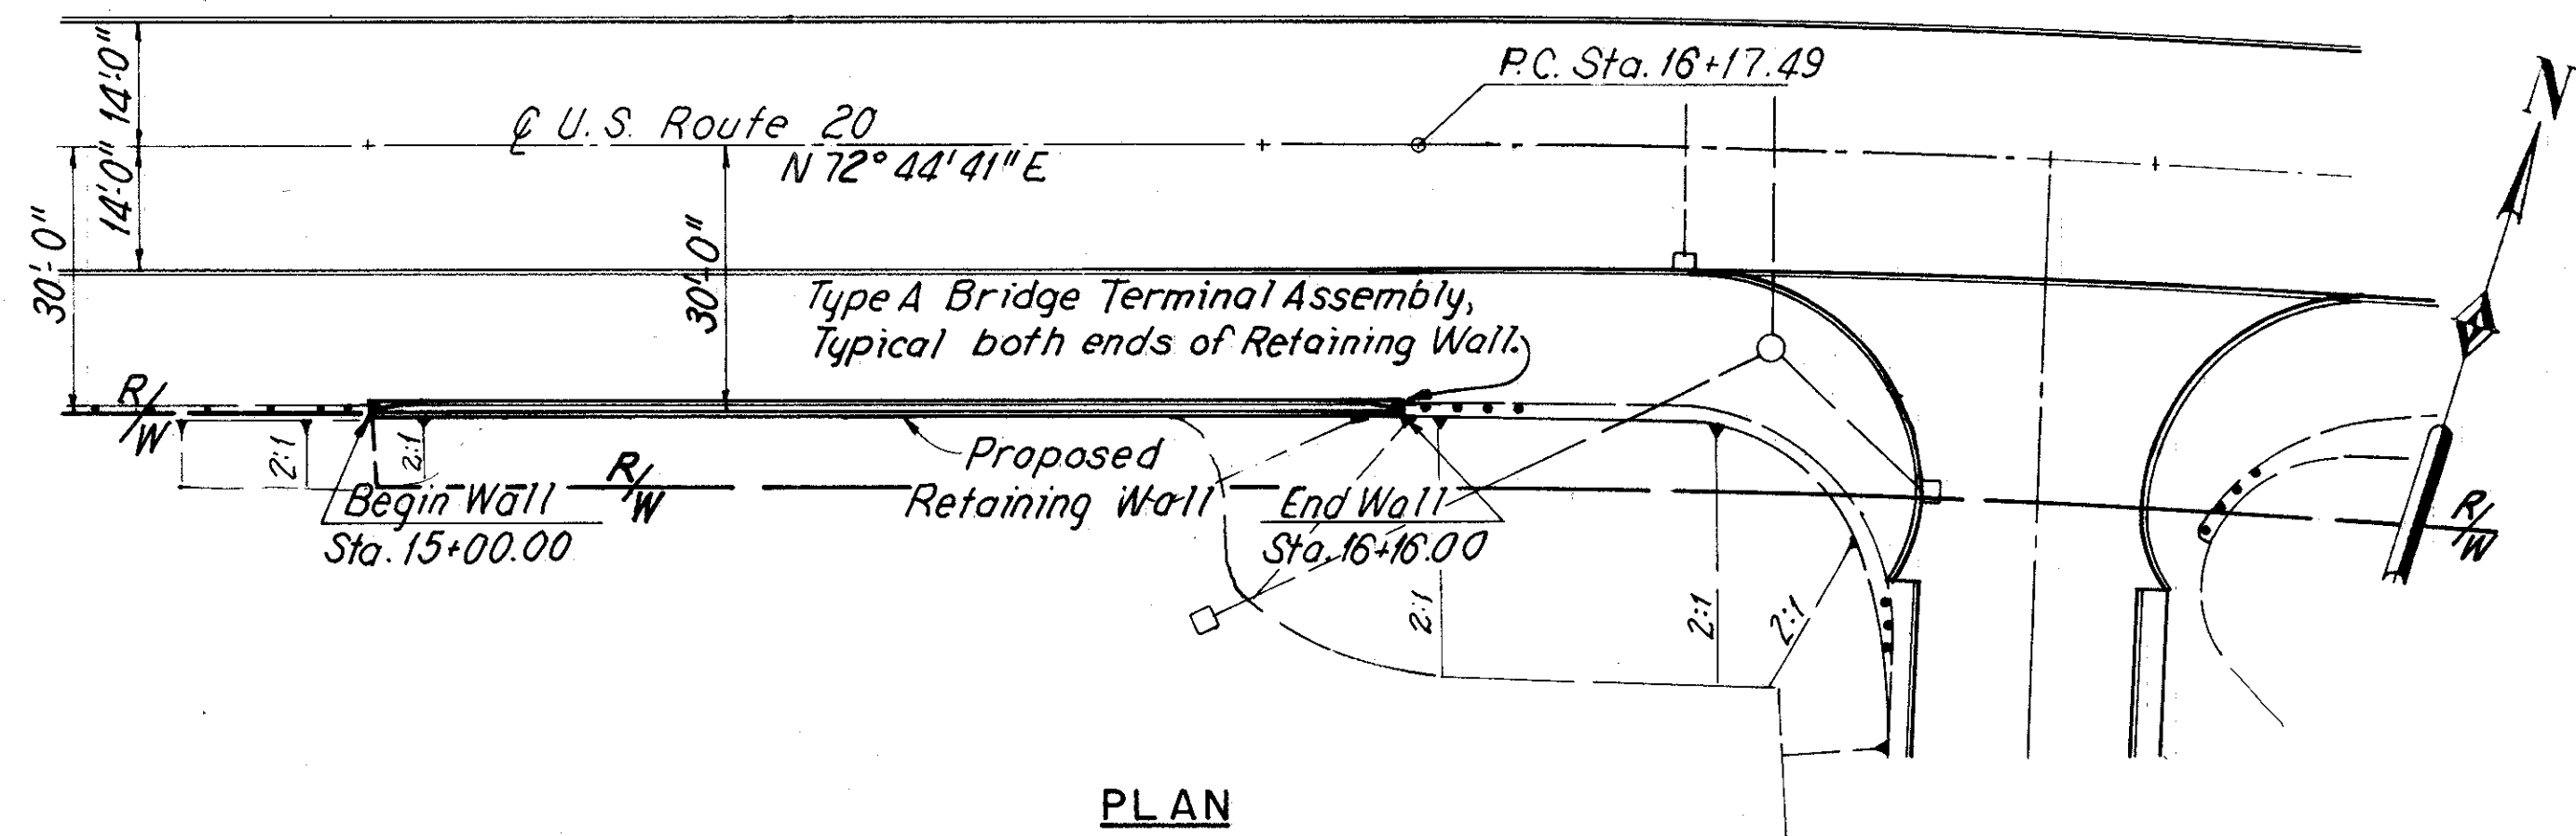 P.C. Sta. 16+17.49
N
14'-0"
℄ U.S. Route 20
N 72° 44' 41" E
14'-0"
30'-0"
30'-0"
Type A Bridge Terminal Assembly,
Typical both ends of Retaining Wall.
R/W
2:1
2:1
R/W
Proposed
Retaining Wall
Begin Wall
Sta. 15+00.00
End Wall
Sta. 16+16.00
R/W
2:1
2:1
2:1
PLAN